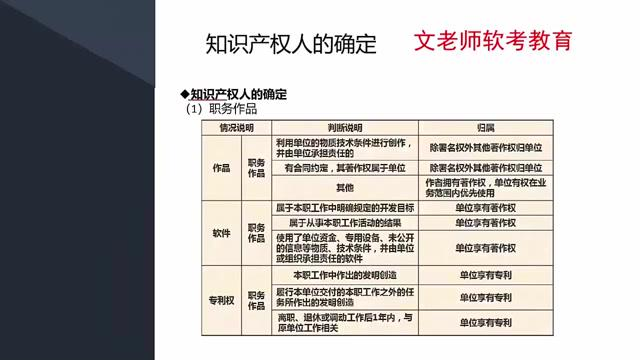 知识产权人的确定
文老师软考教育
◆知识产权人的确定
（1）职务作品
情况说明 判断说明 归属
作品 职务作品 利用单位的物质技术条件进行创作，并由单位承担责任的 除署名权外其他著作权归单位
有合同约定，其著作权属于单位 除署名权外其他著作权归单位
其他 作者拥有著作权，单位有权在业务范围内优先使用
软件 职务作品 属于本职工作中明确规定的开发目标 单位享有著作权
属于从事本职工作活动的结果 单位享有著作权
使用了单位资金、专用设备、未公开的信息等物质、技术条件，并由单位或组织承担责任的软件 单位享有著作权
专利权 职务作品 本职工作中作出的发明创造 单位享有专利
履行本单位交付的本职工作之外的任务所作出的发明创造 单位享有专利
离职、退休或调动工作后1年内，与原单位工作相关 单位享有专利